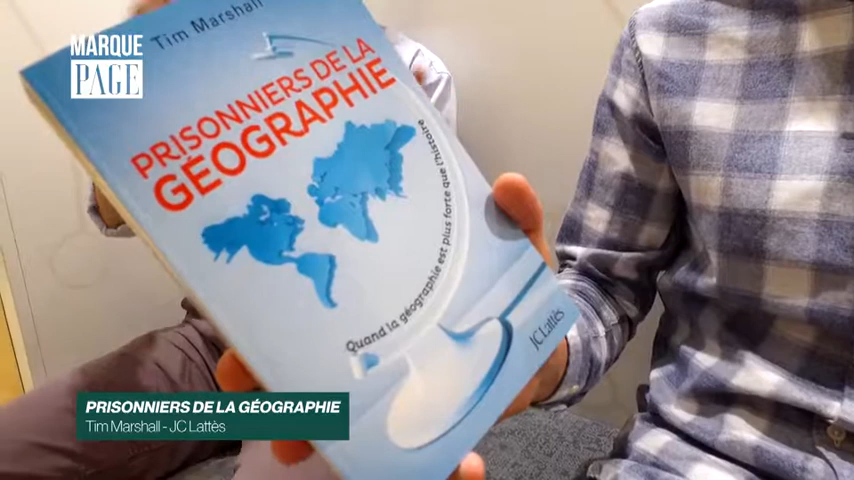 MARQUE
PAGE
Tim Marshall
PRISONNIERS DE LA
GÉOGRAPHIE
Quand la géographie est plus forte que l'histoire
JC Lattès
PRISONNIERS DE LA GÉOGRAPHIE
Tim Marshall - JC Lattès